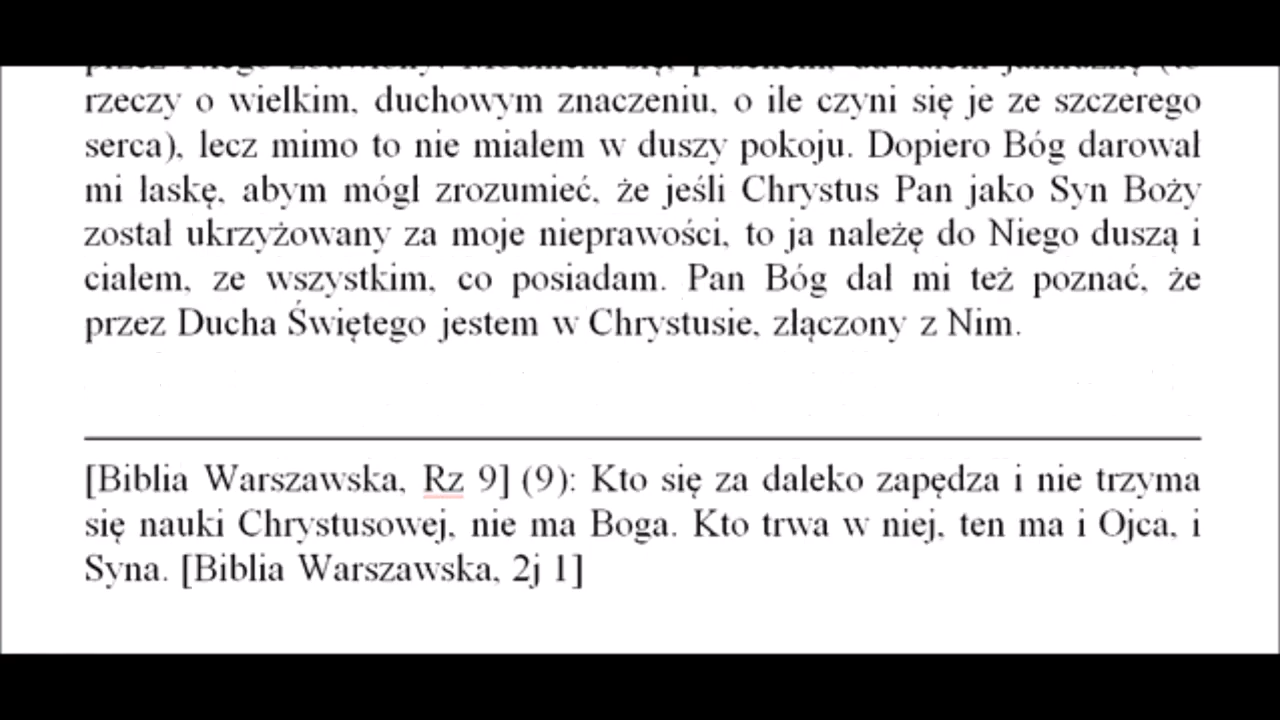 rzeczy o wielkim, duchowym znaczeniu, o ile czyni się je ze szczerego
serca), lecz mimo to nie miałem w duszy pokoju. Dopiero Bóg darował
mi łaskę, abym mógł zrozumieć, że jeśli Chrystus Pan jako Syn Boży
został ukrzyżowany za moje nieprawości, to ja należę do Niego duszą i
ciałem, ze wszystkim, co posiadam. Pan Bóg dał mi też poznać, że
przez Ducha Świętego jestem w Chrystusie, złączony z Nim.
[Biblia Warszawska, Rz 9] (9): Kto się za daleko zapędza i nie trzyma
się nauki Chrystusowej, nie ma Boga. Kto trwa w niej, ten ma i Ojca, i
Syna. [Biblia Warszawska, 2j 1]